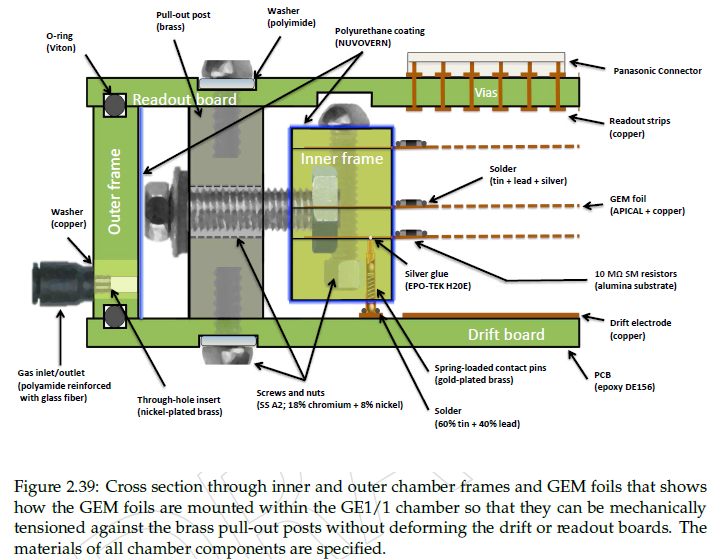 Pull-out post
(brass)
Washer
(polyimide)
O-ring
(Viton)
Polyurethane coating
(NUVOVERN)
Panasonic Connector
Readout board
Vias
Readout strips
(copper)
Inner frame
Solder
(tin + lead + silver)
Outer frame
GEM foil
(APICAL + copper)
Washer
(copper)
Silver glue
(EPO-TEK H20E)
10 MΩ SM resistors
(alumina substrate)
Drift board
Drift electrode
(copper)
Gas inlet/outlet
(polyamide reinforced
with glass fiber)
Through-hole insert
(nickel-plated brass)
Screws and nuts
(SS A2; 18% chromium + 8% nickel)
Spring-loaded contact pins
(gold-plated brass)
PCB
(epoxy DE156)
Solder
(60% tin + 40% lead)
Figure 2.39: Cross section through inner and outer chamber frames and GEM foils that shows
how the GEM foils are mounted within the GE1/1 chamber so that they can be mechanically
tensioned against the brass pull-out posts without deforming the drift or readout boards. The
materials of all chamber components are specified.